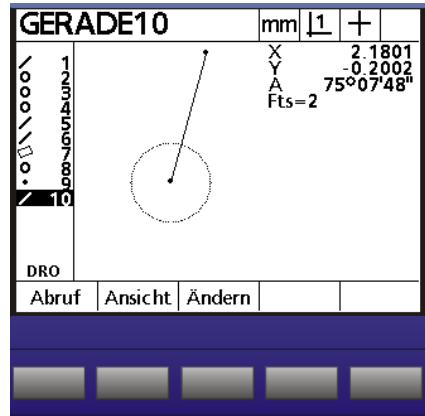 GERADE10 mm 1
X 2.1801
Y -0.2002
A 75°07'48"
Fts=2
1
2
3
4
5
6
7
8
9
10
DRO
Abruf Ansicht Ändern